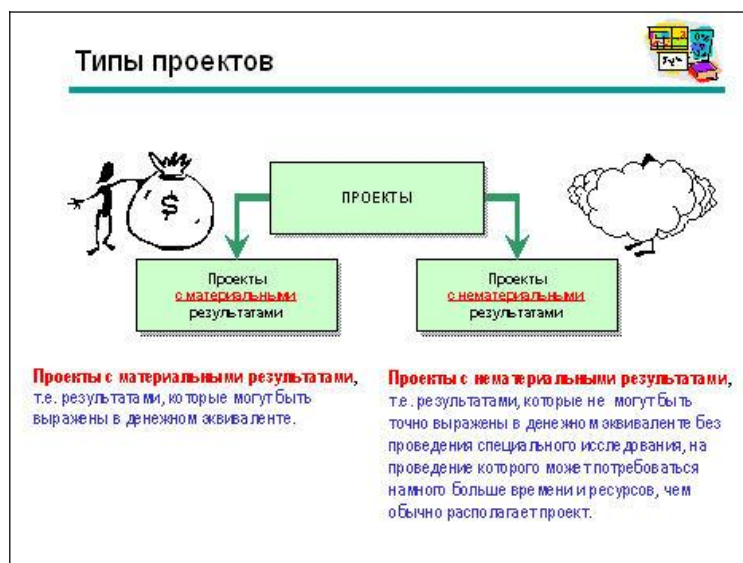 Типы проектов
$
ПРОЕКТЫ
Проекты
с материальными
результатами
Проекты
с нематериальными
результатами
Проекты с материальными результатами,
т.е. результатами, которые могут быть
выражены в денежном эквиваленте.
Проекты с нематериальными результатами,
т.е. результатами, которые не могут быть
точно выражены в денежном эквиваленте без
проведения специального исследования, на
проведение которого может потребоваться
намного больше времени и ресурсов, чем
обычно располагает проект.